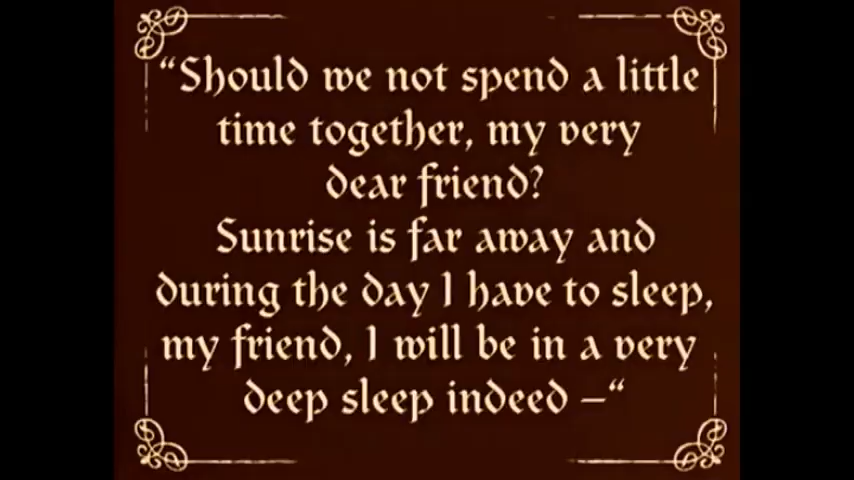 “Should we not spend a little
time together, my very
dear friend?
Sunrise is far away and
during the day I have to sleep,
my friend, I will be in a very
deep sleep indeed –“